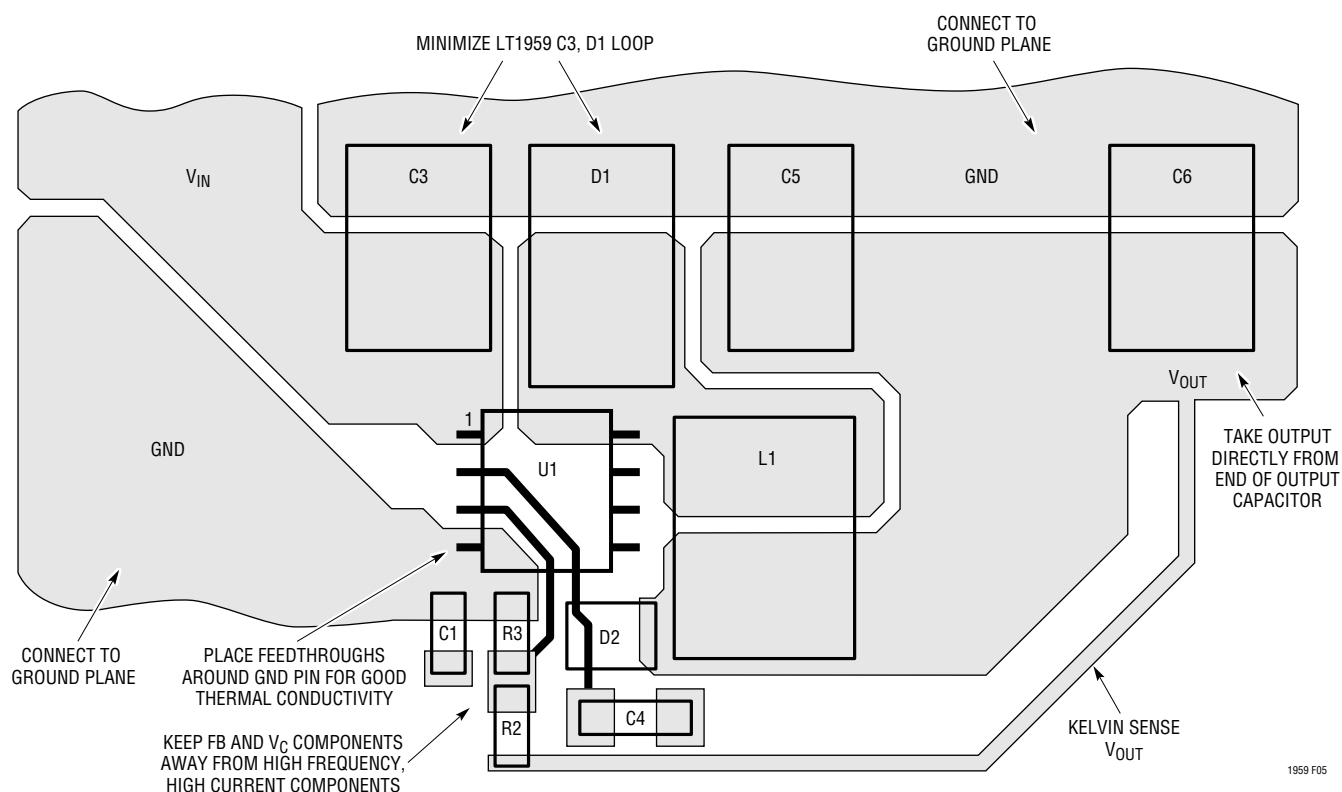 CONNECT TO
GROUND PLANE
MINIMIZE LT1959 C3, D1 LOOP
VIN
C3
D1
C5
GND
C6
VOUT
1
U1
L1
GND
TAKE OUTPUT
DIRECTLY FROM
END OF OUTPUT
CAPACITOR
C1
R3
D2
CONNECT TO
GROUND PLANE
PLACE FEEDTHROUGHS
AROUND GND PIN FOR GOOD
THERMAL CONDUCTIVITY
R2
C4
KELVIN SENSE
VOUT
KEEP FB AND VC COMPONENTS
AWAY FROM HIGH FREQUENCY,
HIGH CURRENT COMPONENTS
1959 F05